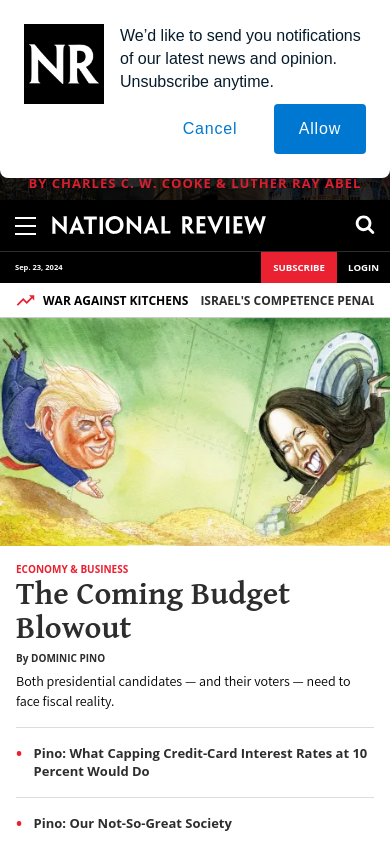 NR
We’d like to send you notifications
of our latest news and opinion.
Unsubscribe anytime.
Cancel
Allow
BY CHARLES C. W. COOKE & LUTHER RAY ABEL
NATIONAL REVIEW
Sep. 23, 2024
SUBSCRIBE
LOGIN
WAR AGAINST KITCHENS
ISRAEL'S COMPETENCE PENAL
ECONOMY & BUSINESS
The Coming Budget
Blowout
By DOMINIC PINO
Both presidential candidates — and their voters — need to
face fiscal reality.
Pino: What Capping Credit-Card Interest Rates at 10
Percent Would Do
Pino: Our Not-So-Great Society